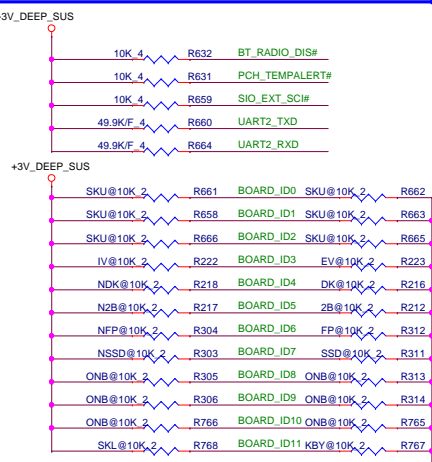 +3V_DEEP_SUS
10K_4 R632 BT_RADIO_DIS#
10K_4 R631 PCH_TEMPALERT#
10K_4 R659 SIO_EXT_SCI#
49.9K/F_4 R660 UART2_TXD
49.9K/F_4 R664 UART2_RXD
+3V_DEEP_SUS
SKU@10K_2 R661 BOARD_ID0 SKU@10K_2 R662
SKU@10K_2 R658 BOARD_ID1 SKU@10K_2 R663
SKU@10K_2 R666 BOARD_ID2 SKU@10K_2 R665
IV@10K_2 R222 BOARD_ID3 EV@10K_2 R223
NDK@10K_2 R218 BOARD_ID4 DK@10K_2 R216
N2B@10K_2 R217 BOARD_ID5 2B@10K_2 R212
NFP@10K_2 R304 BOARD_ID6 FP@10K_2 R312
NSSD@10K_2 R303 BOARD_ID7 SSD@10K_2 R311
ONB@10K_2 R305 BOARD_ID8 ONB@10K_2 R313
ONB@10K_2 R306 BOARD_ID9 ONB@10K_2 R314
ONB@10K_2 R766 BOARD_ID10 ONB@10K_2 R765
SKL@10K_2 R768 BOARD_ID11 KBY@10K_2 R767